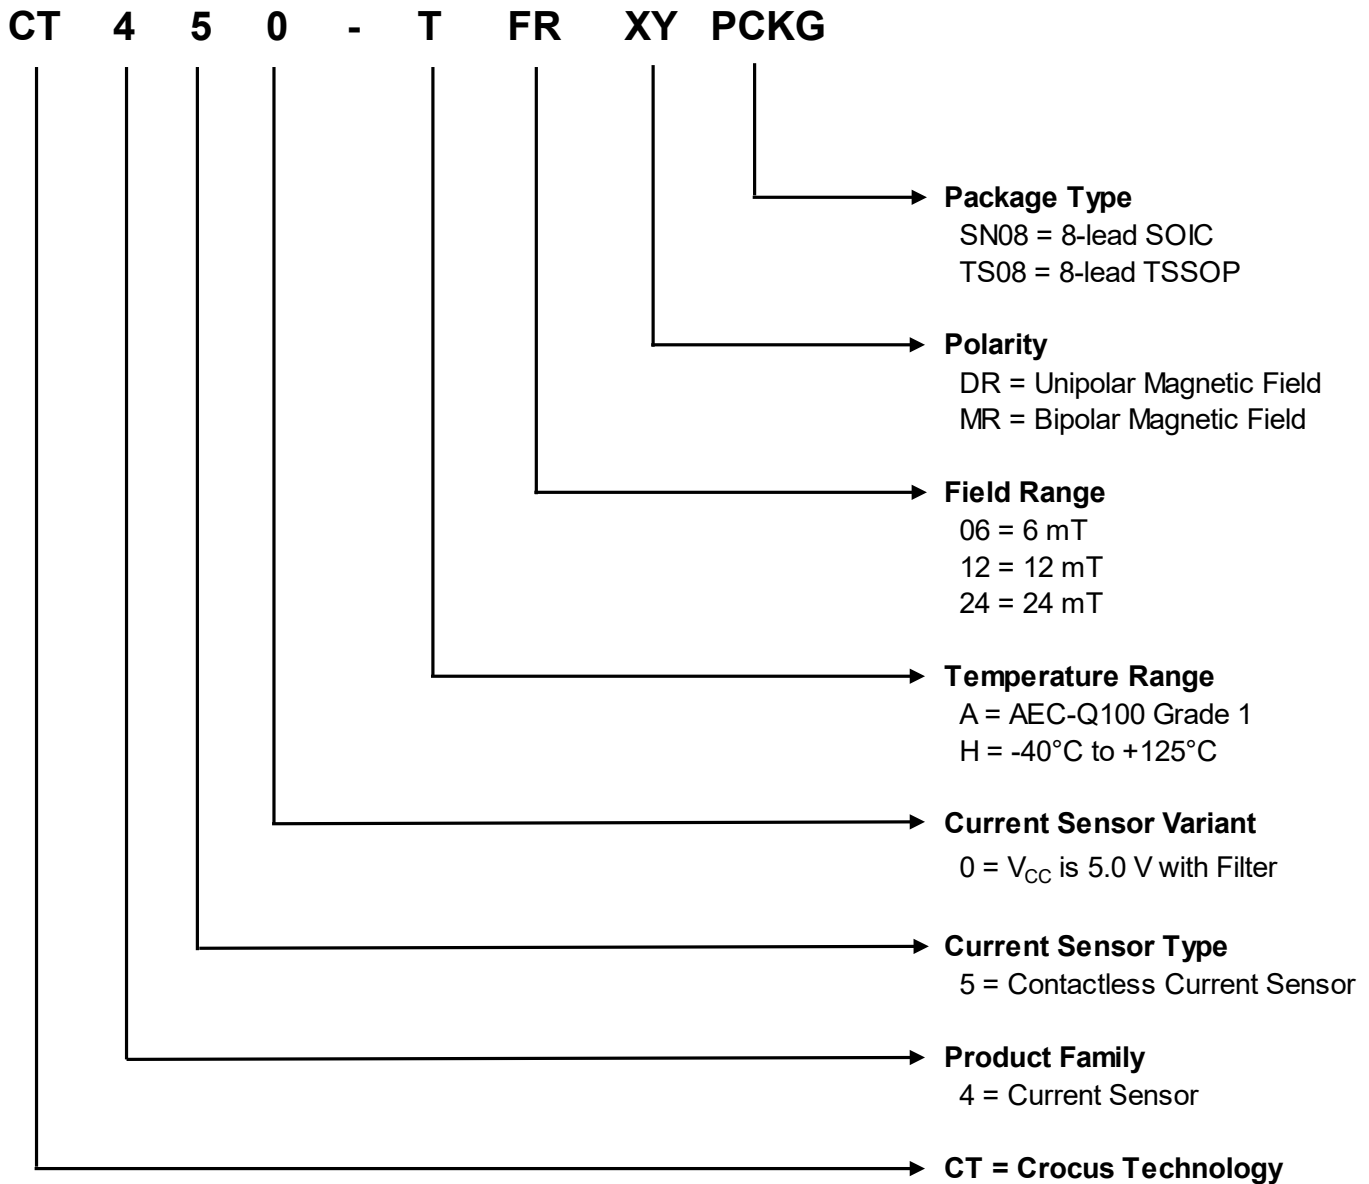 CT 4 5 0 - T FR XY PCKG
Package Type
SN08 = 8-lead SOIC
TS08 = 8-lead TSSOP
Polarity
DR = Unipolar Magnetic Field
MR = Bipolar Magnetic Field
Field Range
06 = 6 mT
12 = 12 mT
24 = 24 mT
Temperature Range
A = AEC-Q100 Grade 1
H = -40°C to +125°C
Current Sensor Variant
0 = VCC is 5.0 V with Filter
Current Sensor Type
5 = Contactless Current Sensor
Product Family
4 = Current Sensor
CT = Crocus Technology